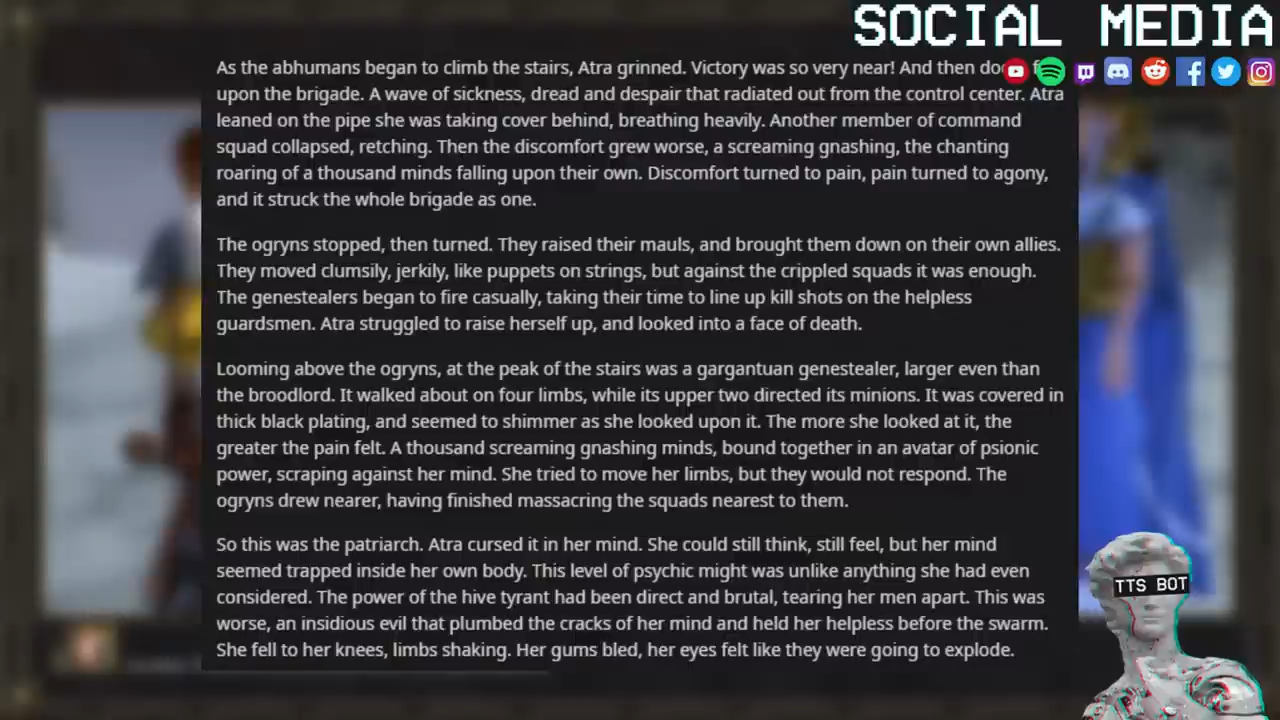 SOCIAL MEDIA
As the abhumans began to climb the stairs, Atra grinned. Victory was so very near! And then
upon the brigade. A wave of sickness, dread and despair that radiated out from the control center. Atra
leaned on the pipe she was taking cover behind, breathing heavily. Another member of command
squad collapsed, retching. Then the discomfort grew worse, a screaming gnashing, the chanting
roaring of a thousand minds falling upon their own. Discomfort turned to pain, pain turned to agony,
and it struck the whole brigade as one.
The ogryns stopped, then turned. They raised their mauls, and brought them down on their own allies.
They moved clumsily, jerkily, like puppets on strings, but against the crippled squads it was enough.
The genestealers began to fire casually, taking their time to line up kill shots on the helpless
guardsmen. Atra struggled to raise herself up, and looked into a face of death.
Looming above the ogryns, at the peak of the stairs was a gargantuan genestealer, larger even than
the broodlord. It walked about on four limbs, while its upper two directed its minions. It was covered in
thick black plating, and seemed to shimmer as she looked upon it. The more she looked at it, the
greater the pain felt. A thousand screaming gnashing minds, bound together in an avatar of psionic
power, scraping against her mind. She tried to move her limbs, but they would not respond. The
ogryns drew nearer, having finished massacring the squads nearest to them.
So this was the patriarch. Atra cursed it in her mind. She could still think, still feel, but her mind
seemed trapped inside her own body. This level of psychic might was unlike anything she had even
considered. The power of the hive tyrant had been direct and brutal, tearing her men apart. This was
worse, an insidious evil that plumbed the cracks of her mind and held her helpless before the swarm.
She fell to her knees, limbs shaking. Her gums bled, her eyes felt like they were going to explode.
TTS BOT